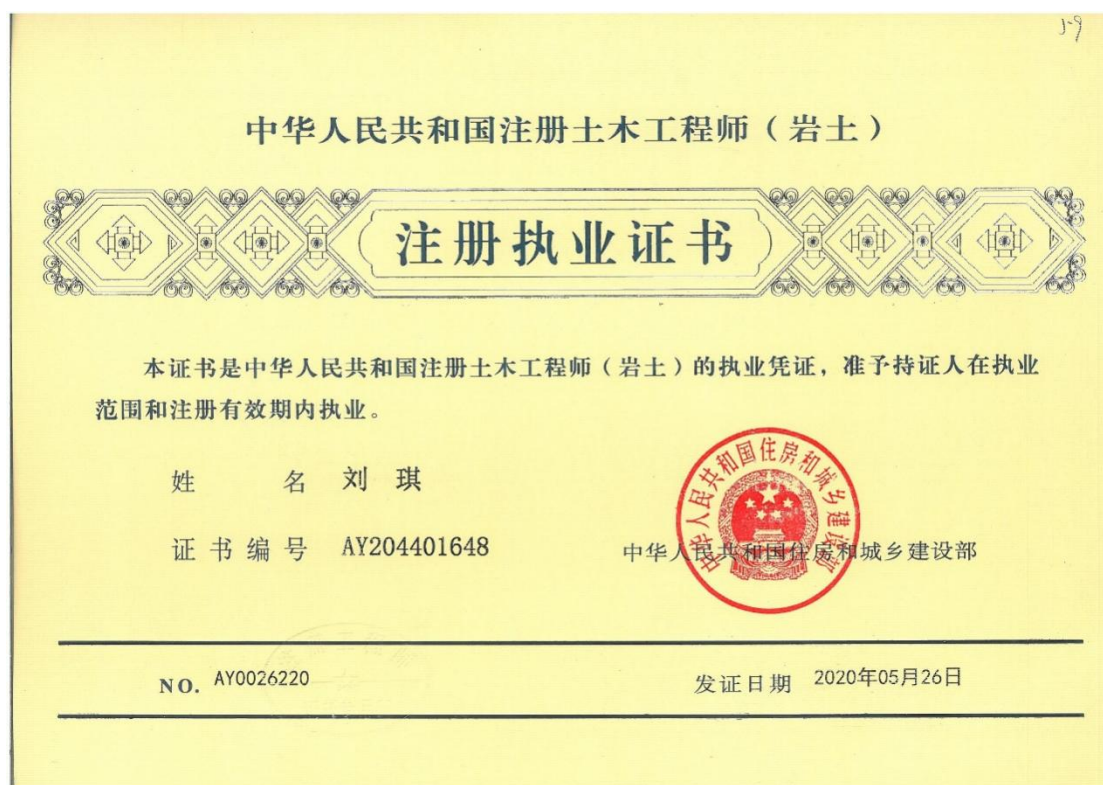 J-9
中华人民共和国注册土木工程师（岩土）
注册执业证书
本证书是中华人民共和国注册土木工程师（岩土）的执业凭证，准予持证人在执业
范围和注册有效期内执业。
姓 名 刘 琪
证书编号 AY204401648
中华人民共和国住房和城乡建设部
中华人民共和国住房和城乡建设部
NO. AY0026220
发证日期 2020年05月26日